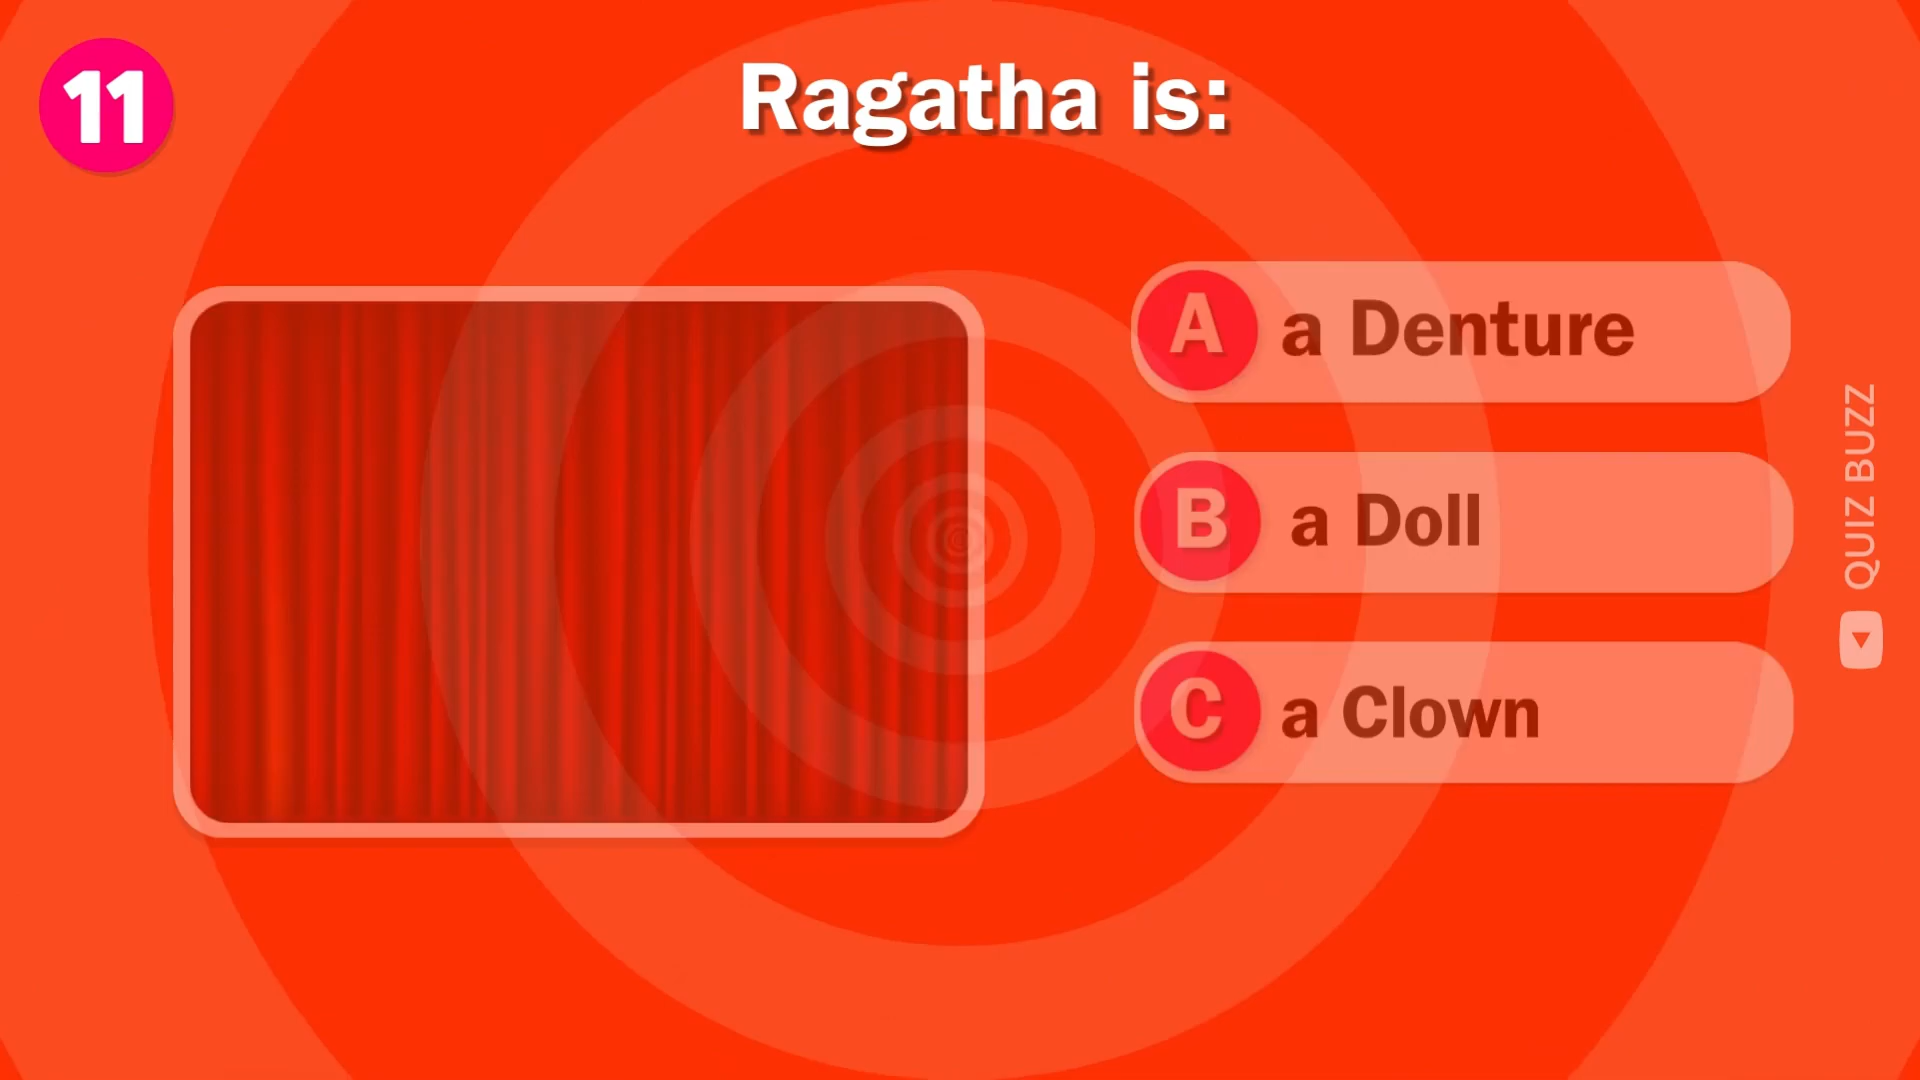 11
Ragatha is:
A a Denture
B a Doll
C a Clown
QUIZ BUZZ